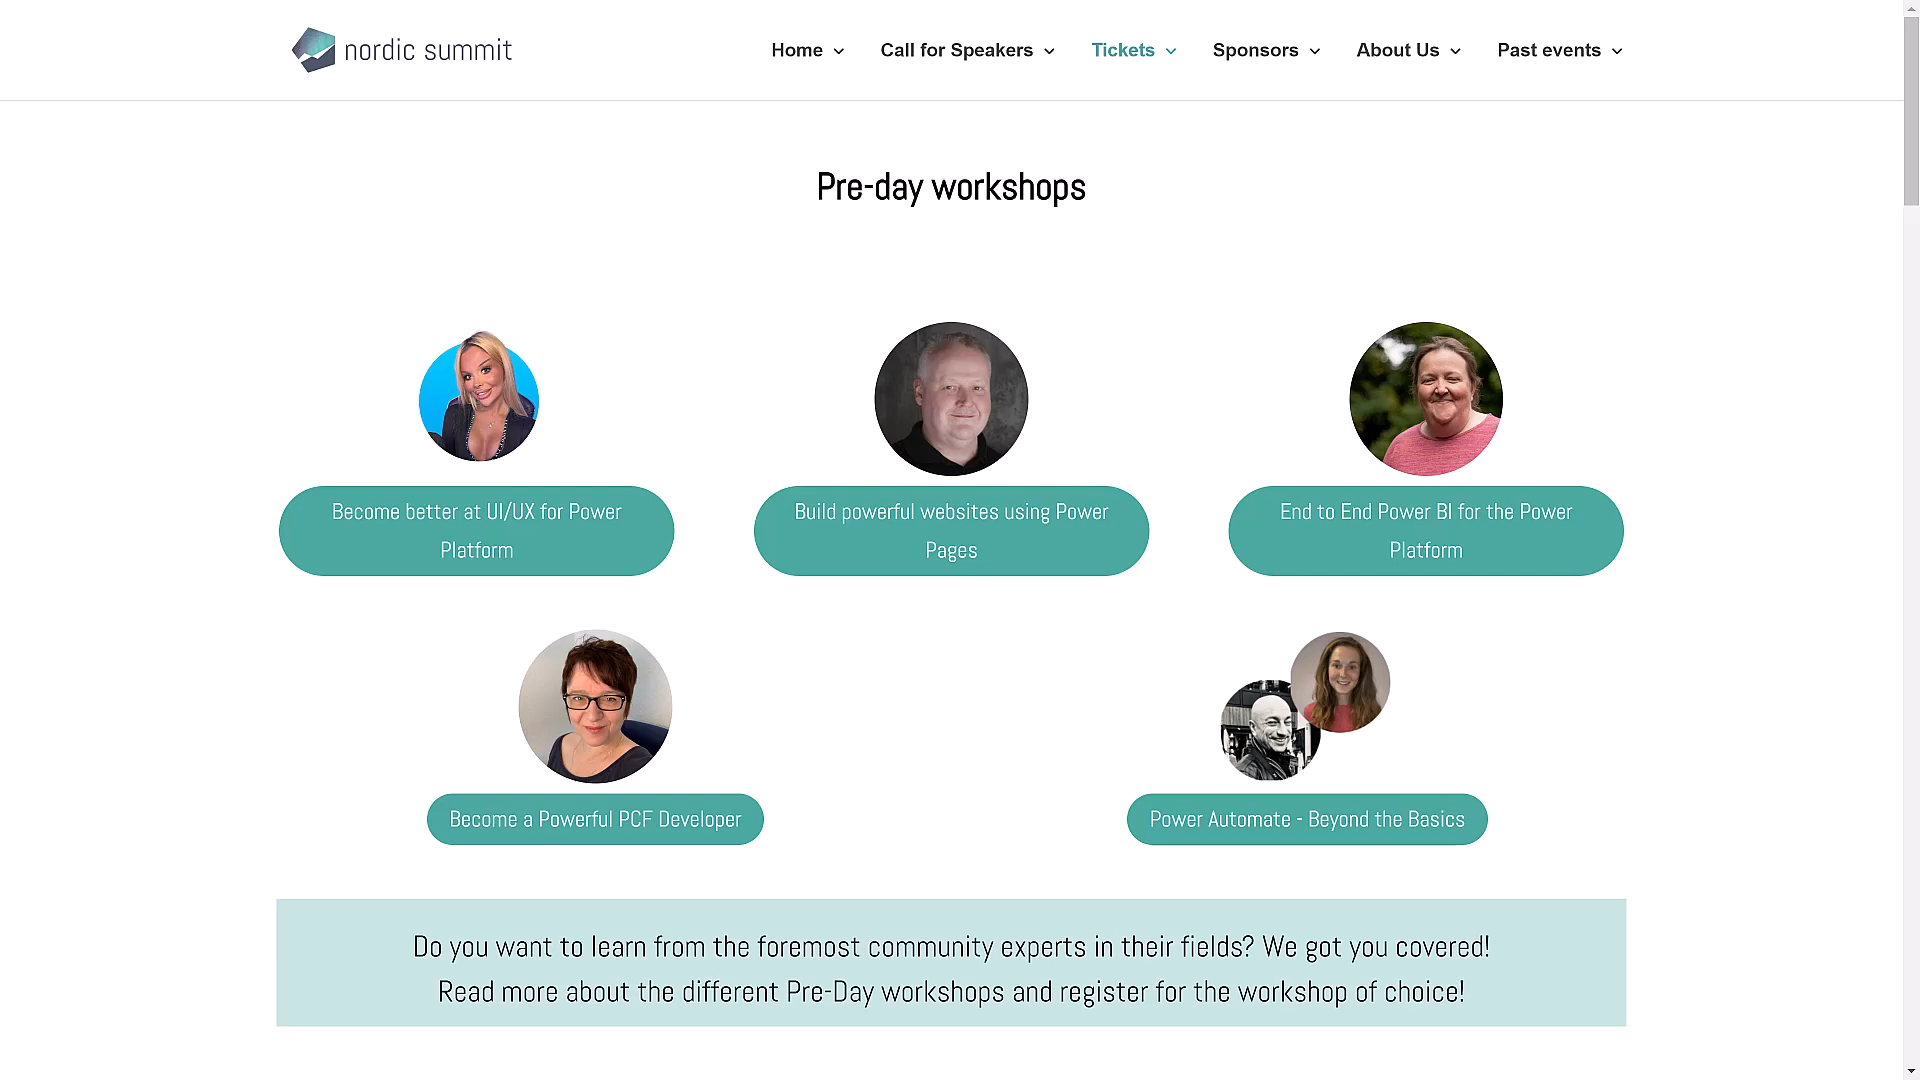 nordic summit
Home
Call for Speakers
Tickets
Sponsors
About Us
Past events
Pre-day workshops
Become better at UI/UX for Power
Platform
Build powerful websites using Power
Pages
End to End Power BI for the Power
Platform
Become a Powerful PCF Developer
Power Automate - Beyond the Basics
Do you want to learn from the foremost community experts in their fields? We got you covered!
Read more about the different Pre-Day workshops and register for the workshop of choice!